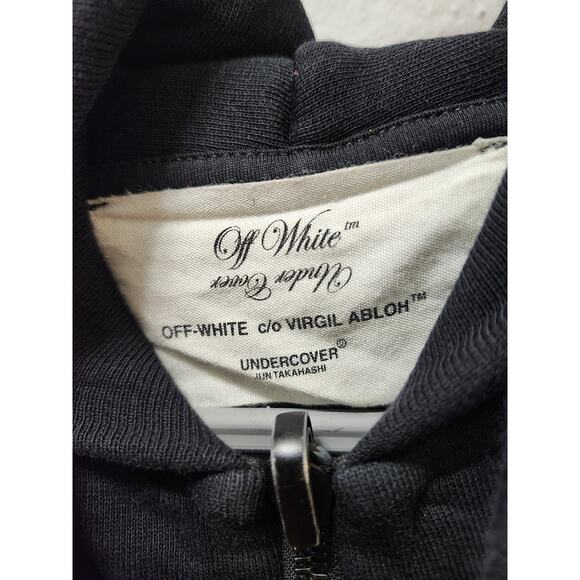 Off White™
Under Cover
OFF-WHITE c/o VIRGIL ABLOH™
UNDERCOVER®
JUN TAKAHASHI